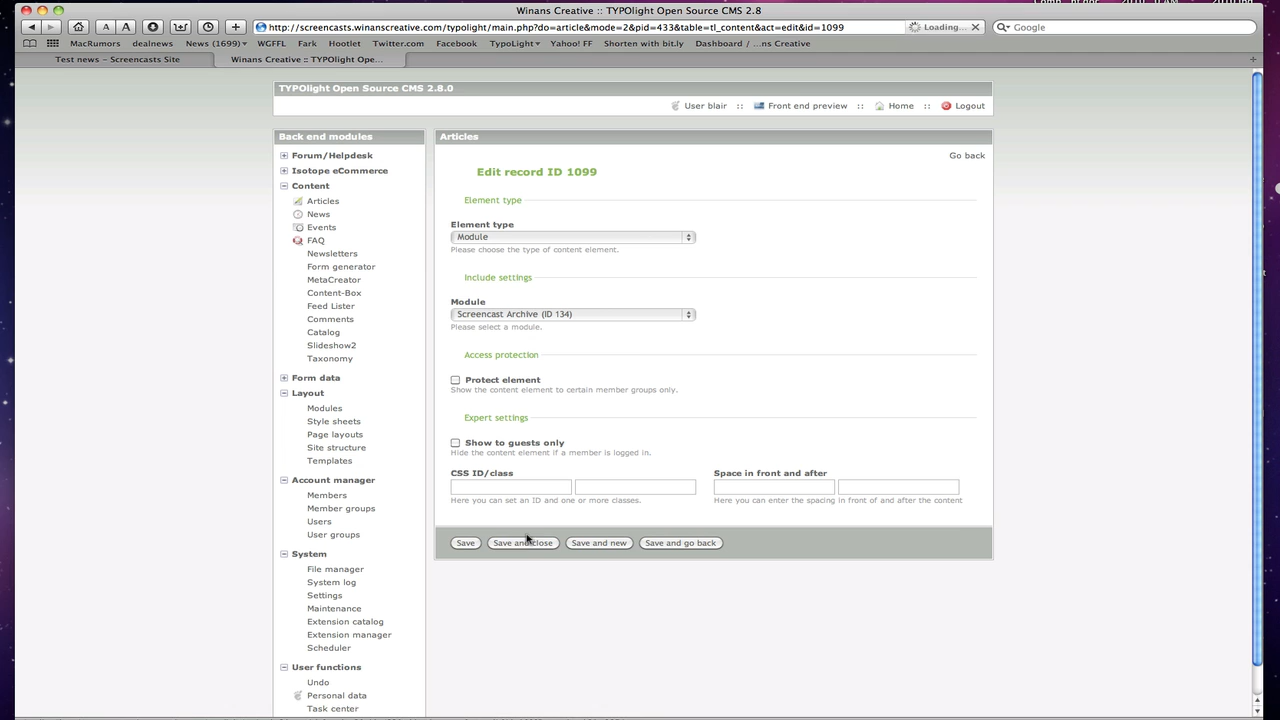 Winans Creative :: TYPOlight Open Source CMS 2.8
http://screencasts.winanscreative.com/typolight/main.php?do=article&mode=2&pid=433&table=tl_content&act=edit&id=1099 Loading... Google
MacRumors dealnews News (1699) WGFFL Fark Hootlet Twitter.com Facebook TypoLight Yahoo! FF Shorten with bit.ly Dashboard / ...ns Creative
Test news – Screencasts Site Winans Creative :: TYPOlight Ope...
TYPOlight Open Source CMS 2.8.0
User blair :: Front end preview :: Home :: Logout
Back end modules
Forum/Helpdesk
Isotope eCommerce
Content
Articles
News
Events
FAQ
Newsletters
Form generator
MetaCreator
Content-Box
Feed Lister
Comments
Catalog
Slideshow2
Taxonomy
Form data
Layout
Modules
Style sheets
Page layouts
Site structure
Templates
Account manager
Members
Member groups
Users
User groups
System
File manager
System log
Settings
Maintenance
Extension catalog
Extension manager
Scheduler
User functions
Undo
Personal data
Task center
Articles
Go back
Edit record ID 1099
Element type
Element type
Module
Please choose the type of content element.
Include settings
Module
Screencast Archive (ID 134)
Please select a module.
Access protection
Protect element
Show the content element to certain member groups only.
Expert settings
Show to guests only
Hide the content element if a member is logged in.
CSS ID/class Space in front and after
Here you can set an ID and one or more classes. Here you can enter the spacing in front of and after the content
Save Save and close Save and new Save and go back